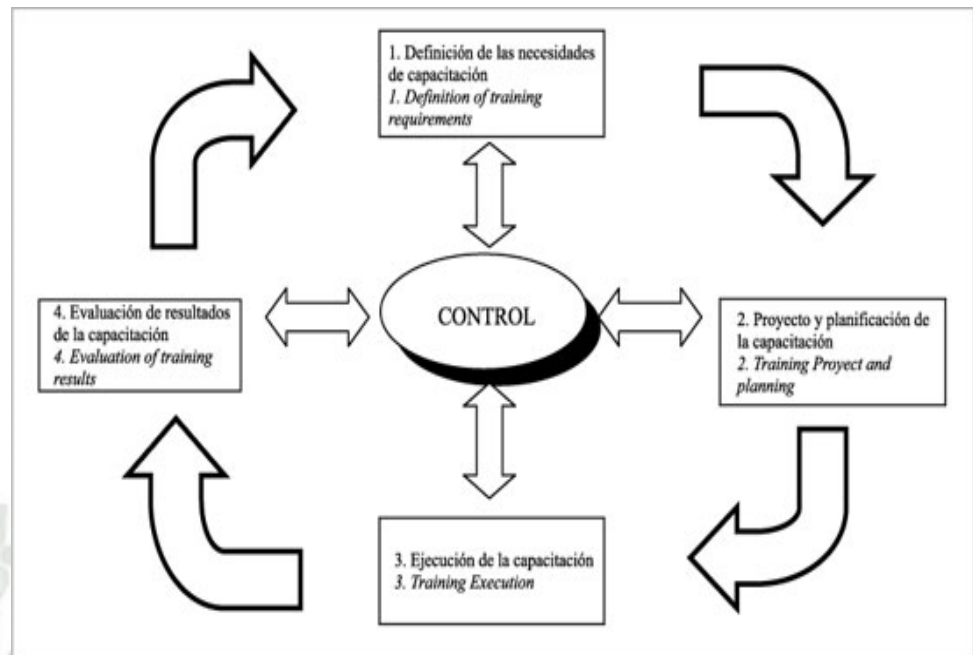 1. Definición de las necesidades
de capacitación
1. Definition of training
requirements
4. Evaluación de resultados
de la capacitación
4. Evaluation of training
results
CONTROL
2. Proyecto y planificación de
la capacitación
2. Training Proyect and
planning
3. Ejecución de la capacitación
3. Training Execution